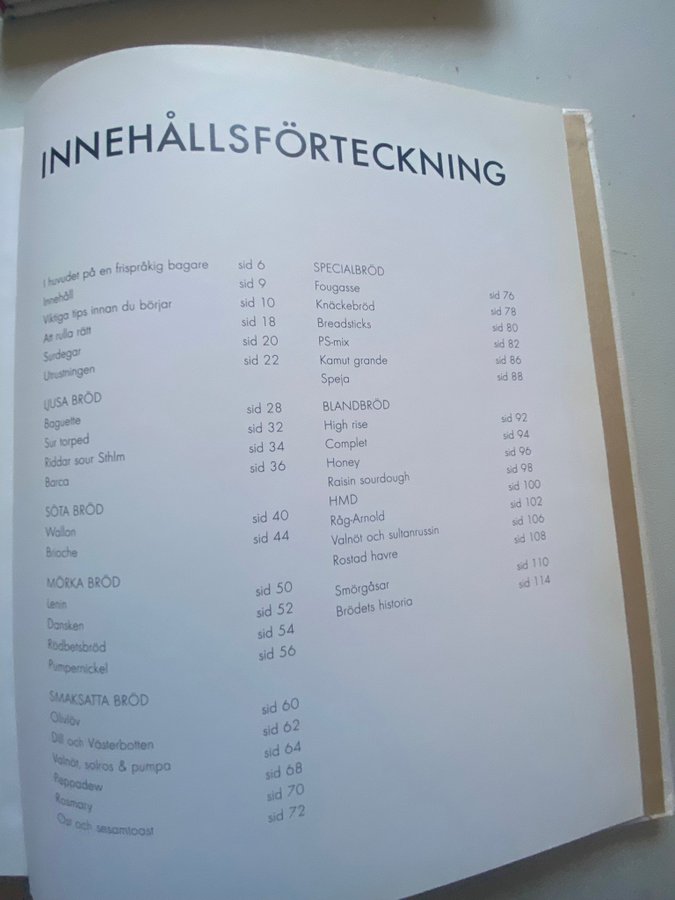 INNEHÅLLSFÖRTECKNING
I huvudet på en frispråkig bagare sid 6
Innehåll sid 9
Viktiga tips innan du börjar sid 10
Att rulla rätt sid 18
Surdegar sid 20
Utrustningen sid 22
LJUSA BRÖD
Baguette sid 28
Sur torped sid 32
Riddar sour Sthlm sid 34
Barca sid 36
SÖTA BRÖD
Wallon sid 40
Brioche sid 44
MÖRKA BRÖD
Lenin sid 50
Dansken sid 52
Rödbetsbröd sid 54
Pumpernickel sid 56
SMAKSATTA BRÖD
Olivlöv sid 60
Dill och Västerbotten sid 62
Valnöt, solros & pumpa sid 64
Peppadew sid 68
Rosmary sid 70
Ost och sesamtoast sid 72
SPECIALBRÖD
Fougasse sid 76
Knäckebröd sid 78
Breadsticks sid 80
PS-mix sid 82
Kamut grande sid 86
Speja sid 88
BLANDBRÖD
High rise sid 92
Complet sid 94
Honey sid 96
Raisin sourdough sid 98
HMD sid 100
Råg-Arnold sid 102
Valnöt och sultanrussin sid 106
Rostad havre sid 108
Smörgåsar sid 110
Brödets historia sid 114